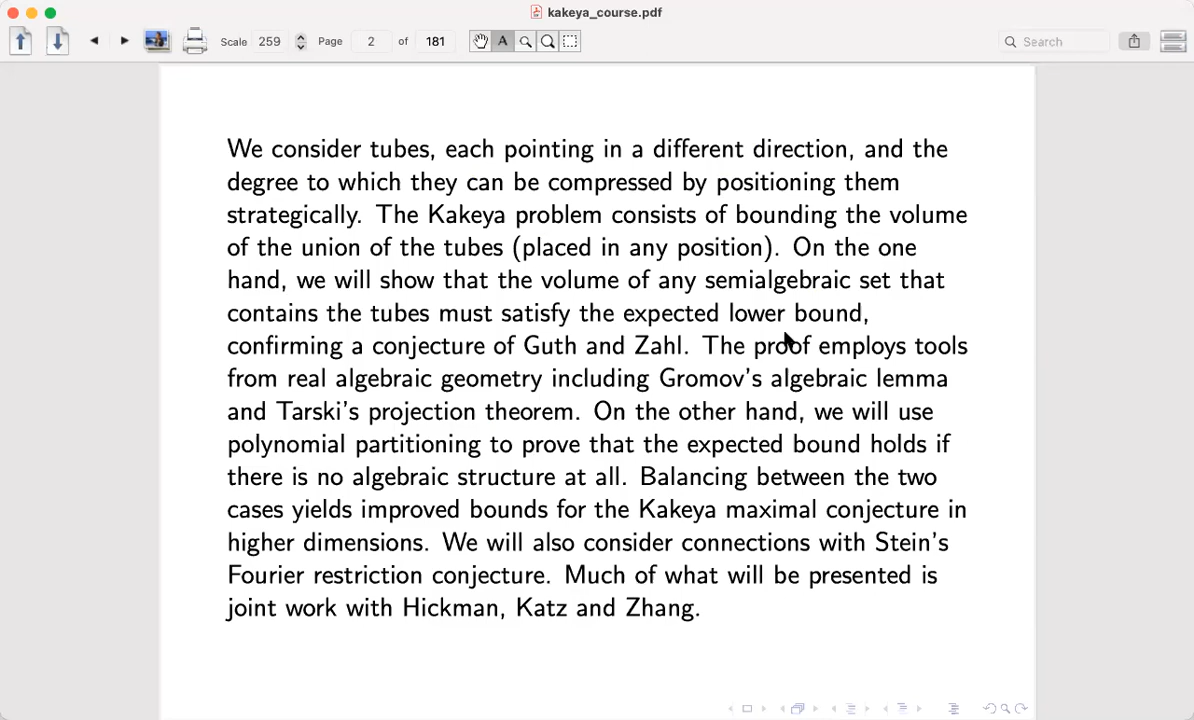 kakeya_course.pdf
Scale 259 Page 2 of 181 A Search
We consider tubes, each pointing in a different direction, and the
degree to which they can be compressed by positioning them
strategically. The Kakeya problem consists of bounding the volume
of the union of the tubes (placed in any position). On the one
hand, we will show that the volume of any semialgebraic set that
contains the tubes must satisfy the expected lower bound,
confirming a conjecture of Guth and Zahl. The proof employs tools
from real algebraic geometry including Gromov's algebraic lemma
and Tarski's projection theorem. On the other hand, we will use
polynomial partitioning to prove that the expected bound holds if
there is no algebraic structure at all. Balancing between the two
cases yields improved bounds for the Kakeya maximal conjecture in
higher dimensions. We will also consider connections with Stein's
Fourier restriction conjecture. Much of what will be presented is
joint work with Hickman, Katz and Zhang.